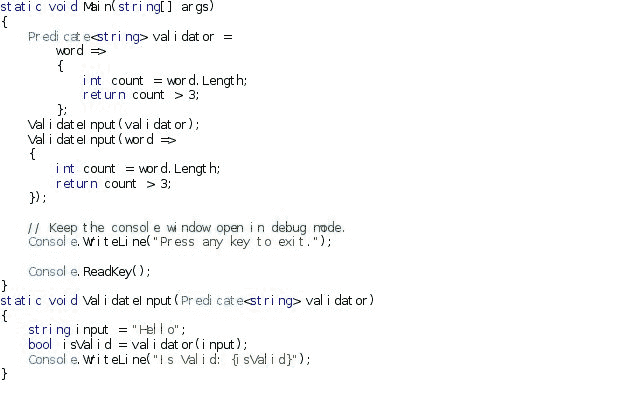 static void Main(string[] args)
{
    Predicate<string> validator =
        word =>
        {
            int count = word.Length;
            return count > 3;
        };
    ValidateInput(validator);
    ValidateInput(word =>
    {
        int count = word.Length;
        return count > 3;
    });

    // Keep the console window open in debug mode.
    Console.WriteLine("Press any key to exit.");

    Console.ReadKey();
}
static void ValidateInput(Predicate<string> validator)
{
    string input = "Hello";
    bool isValid = validator(input);
    Console.WriteLine("Is Valid: {isValid}");
}